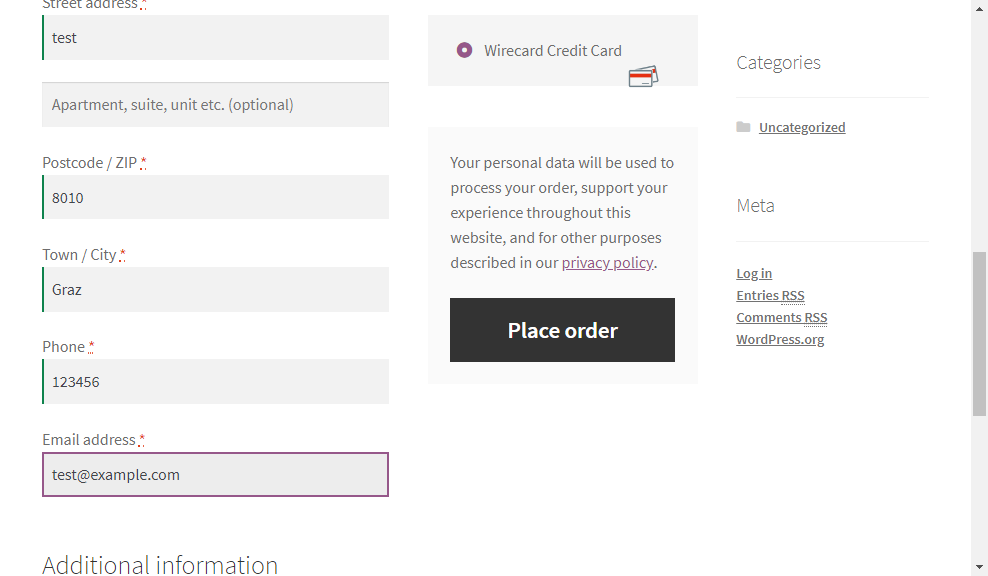 Street address *
test
Apartment, suite, unit etc. (optional)
Postcode / ZIP *
8010
Town / City *
Graz
Phone *
123456
Email address *
test@example.com
Additional information
Wirecard Credit Card
Your personal data will be used to
process your order, support your
experience throughout this
website, and for other purposes
described in our privacy policy.
Place order
Categories
Uncategorized
Meta
Log in
Entries RSS
Comments RSS
WordPress.org